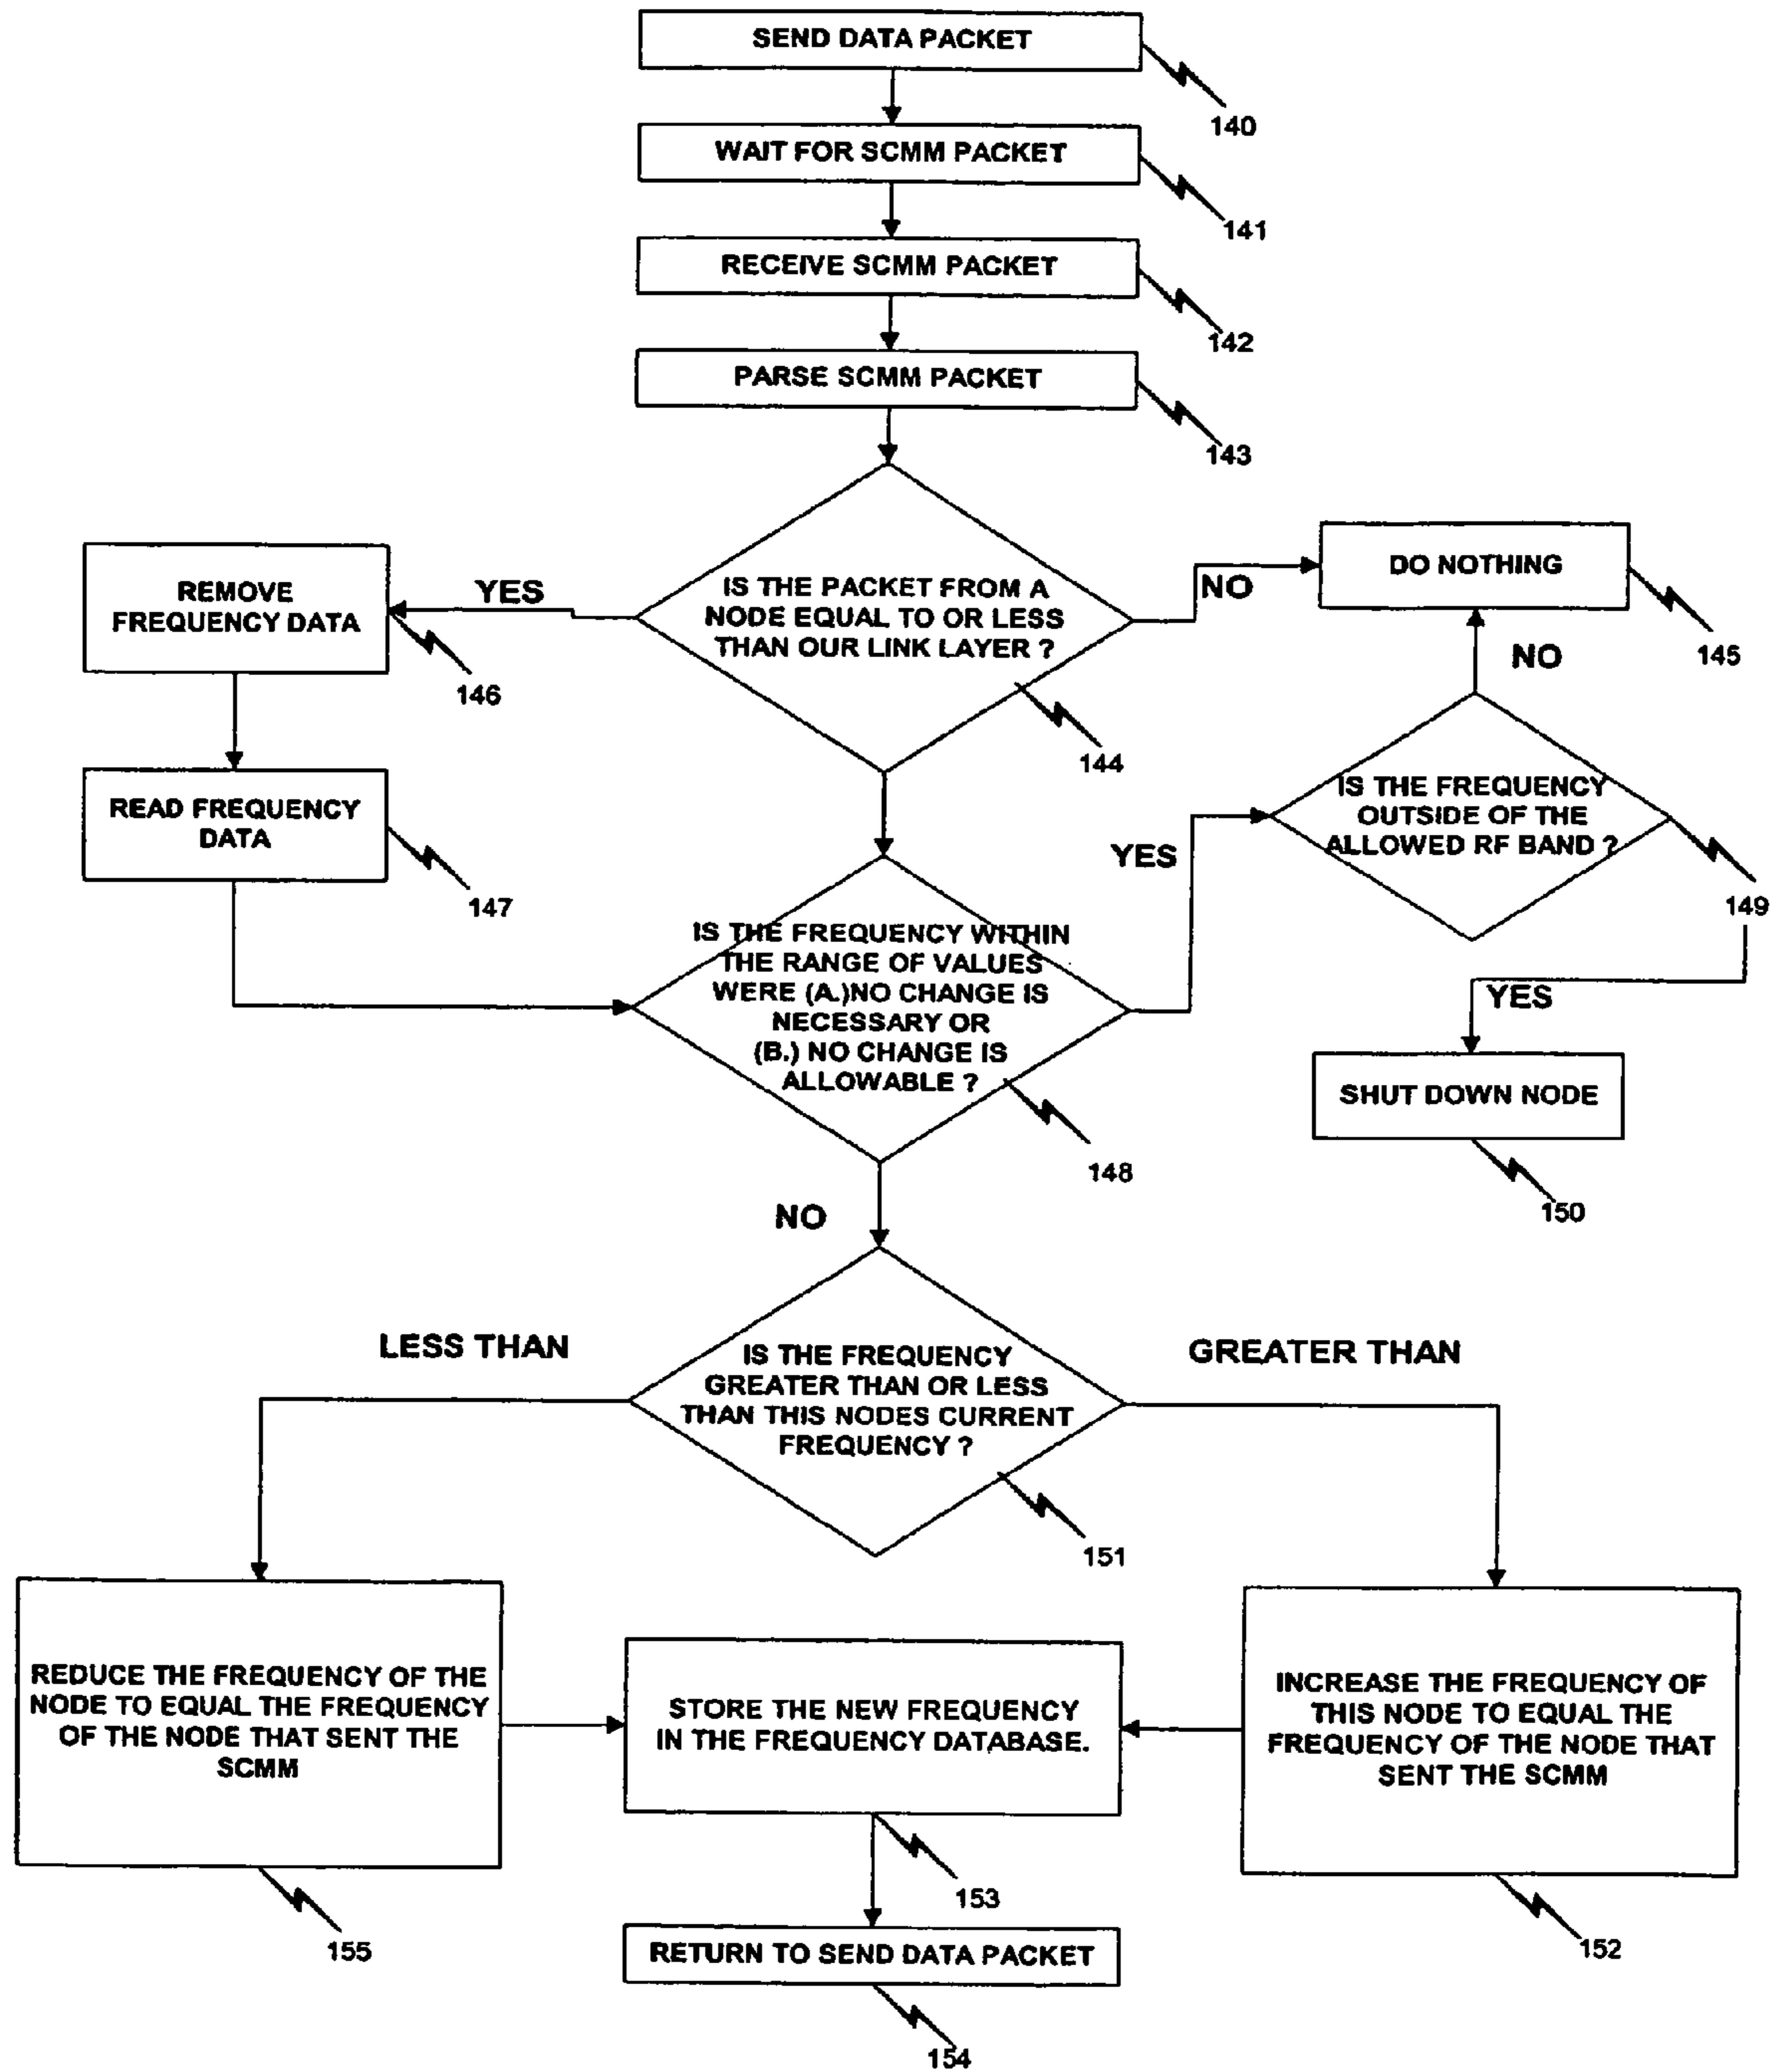 SEND DATA PACKET
140
WAIT FOR SCMM PACKET
141
RECEIVE SCMM PACKET
142
PARSE SCMM PACKET
143
IS THE PACKET FROM A
NODE EQUAL TO OR LESS
THAN OUR LINK LAYER ?
144
YES
NO
REMOVE
FREQUENCY DATA
146
DO NOTHING
145
NO
READ FREQUENCY
DATA
147
IS THE FREQUENCY
OUTSIDE OF THE
ALLOWED RF BAND ?
149
YES
IS THE FREQUENCY WITHIN
THE RANGE OF VALUES
WERE (A.)NO CHANGE IS
NECESSARY OR
(B.) NO CHANGE IS
ALLOWABLE ?
148
YES
SHUT DOWN NODE
150
NO
IS THE FREQUENCY
GREATER THAN OR LESS
THAN THIS NODES CURRENT
FREQUENCY ?
151
LESS THAN
GREATER THAN
REDUCE THE FREQUENCY OF THE
NODE TO EQUAL THE FREQUENCY
OF THE NODE THAT SENT THE
SCMM
155
STORE THE NEW FREQUENCY
IN THE FREQUENCY DATABASE.
153
INCREASE THE FREQUENCY OF
THIS NODE TO EQUAL THE
FREQUENCY OF THE NODE THAT
SENT THE SCMM
152
RETURN TO SEND DATA PACKET
154